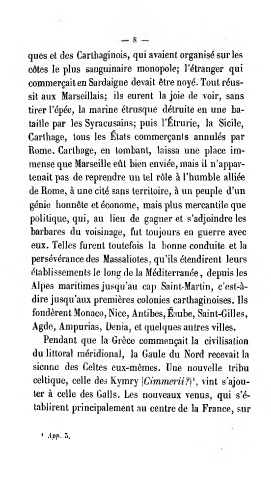 — 8 —
ques et des Carthaginois, qui avaient organisé sur les
côtes le plus sanguinaire monopole; l'étranger qui
commerçait en Sardaigne devait être noyé. Tout réus-
sit aux Marseillais; ils eurent la joie de voir, sans
tirer l'épée, la marine étrusque détruite en une ba-
taille par les Syracusains; puis l'Étrurie, la Sicile,
Carthage, tous les États commerçants annulés par
Rome. Carthage, en tombant, laissa une place im-
mense que Marseille eût bien enviée, mais il n'appar-
tenait pas de reprendre un tel rôle à l'humble alliée
de Rome, à une cité sans territoire, à un peuple d'un
génie honnête et économe, mais plus mercantile que
politique, qui, au lieu de gagner et s'adjoindre les
barbares du voisinage, fut toujours en guerre avec
eux. Telles furent toutefois la bonne conduite et la
persévérance des Massaliotes, qu'ils étendirent leurs
établissements le long de la Méditerranée, depuis les
Alpes maritimes jusqu'au cap Saint-Martin, c'est-à-
dire jusqu'aux premières colonies carthaginoises. Ils
fondèrent Monaco, Nice, Antibes, Éaube, Saint-Gilles,
Agde, Ampurias, Denia, et quelques autres villes.
Pendant que la Grèce commençait la civilisation
du littoral méridional, la Gaule du Nord recevait la
sienne des Celtes eux-mêmes. Une nouvelle tribu
celtique, celle des Kymry (Cimmerii?)¹, vint s'ajou-
ter à celle des Galls. Les nouveaux venus, qui s'é-
tablirent principalement au centre de la France, sur
¹ App. 5.